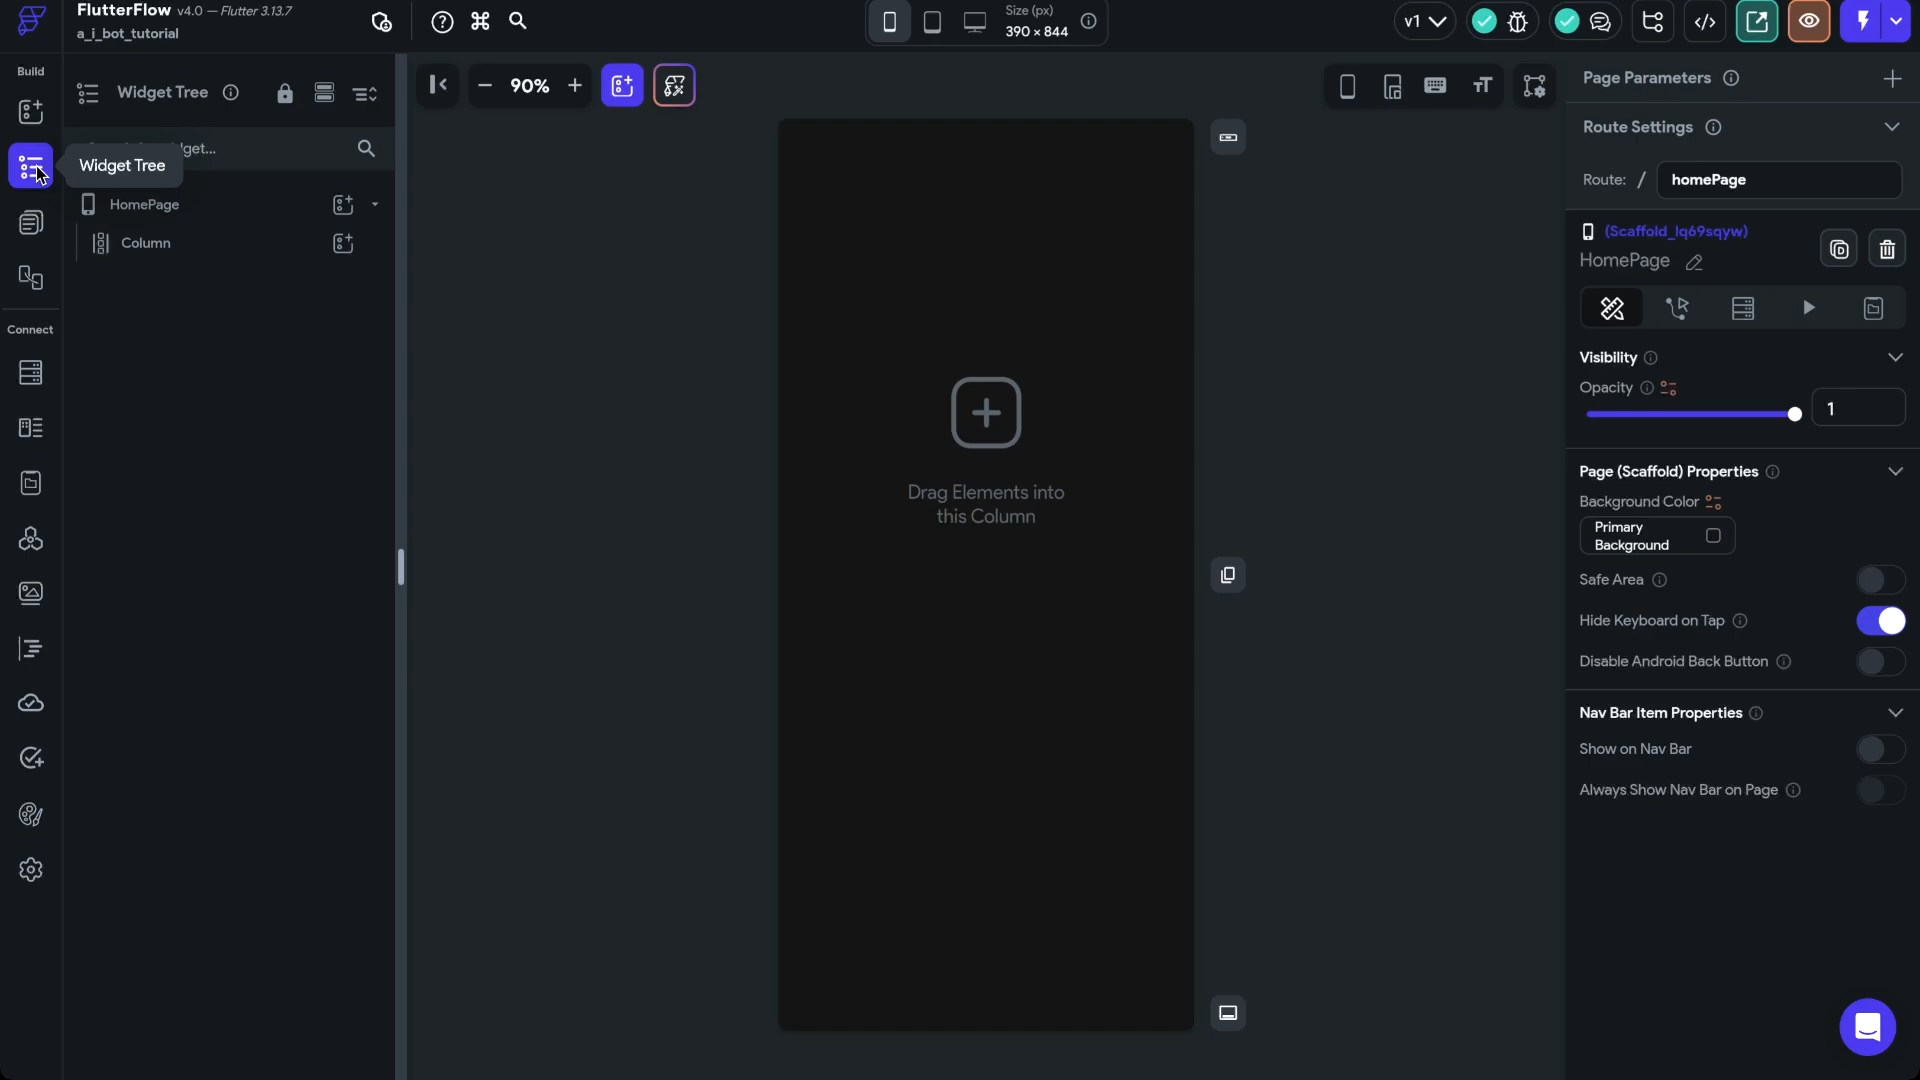 FlutterFlow v4.0 — Flutter 3.13.7
a_i_bot_tutorial
Size (px)
390 × 844
v1
Build
Widget Tree
90%
Page Parameters
Route Settings
get...
Widget Tree
Route: / homePage
HomePage
Column
(Scaffold_lq69sqyw)
HomePage
Connect
Visibility
Opacity
1
Drag Elements into
this Column
Page (Scaffold) Properties
Background Color
Primary
Background
Safe Area
Hide Keyboard on Tap
Disable Android Back Button
Nav Bar Item Properties
Show on Nav Bar
Always Show Nav Bar on Page